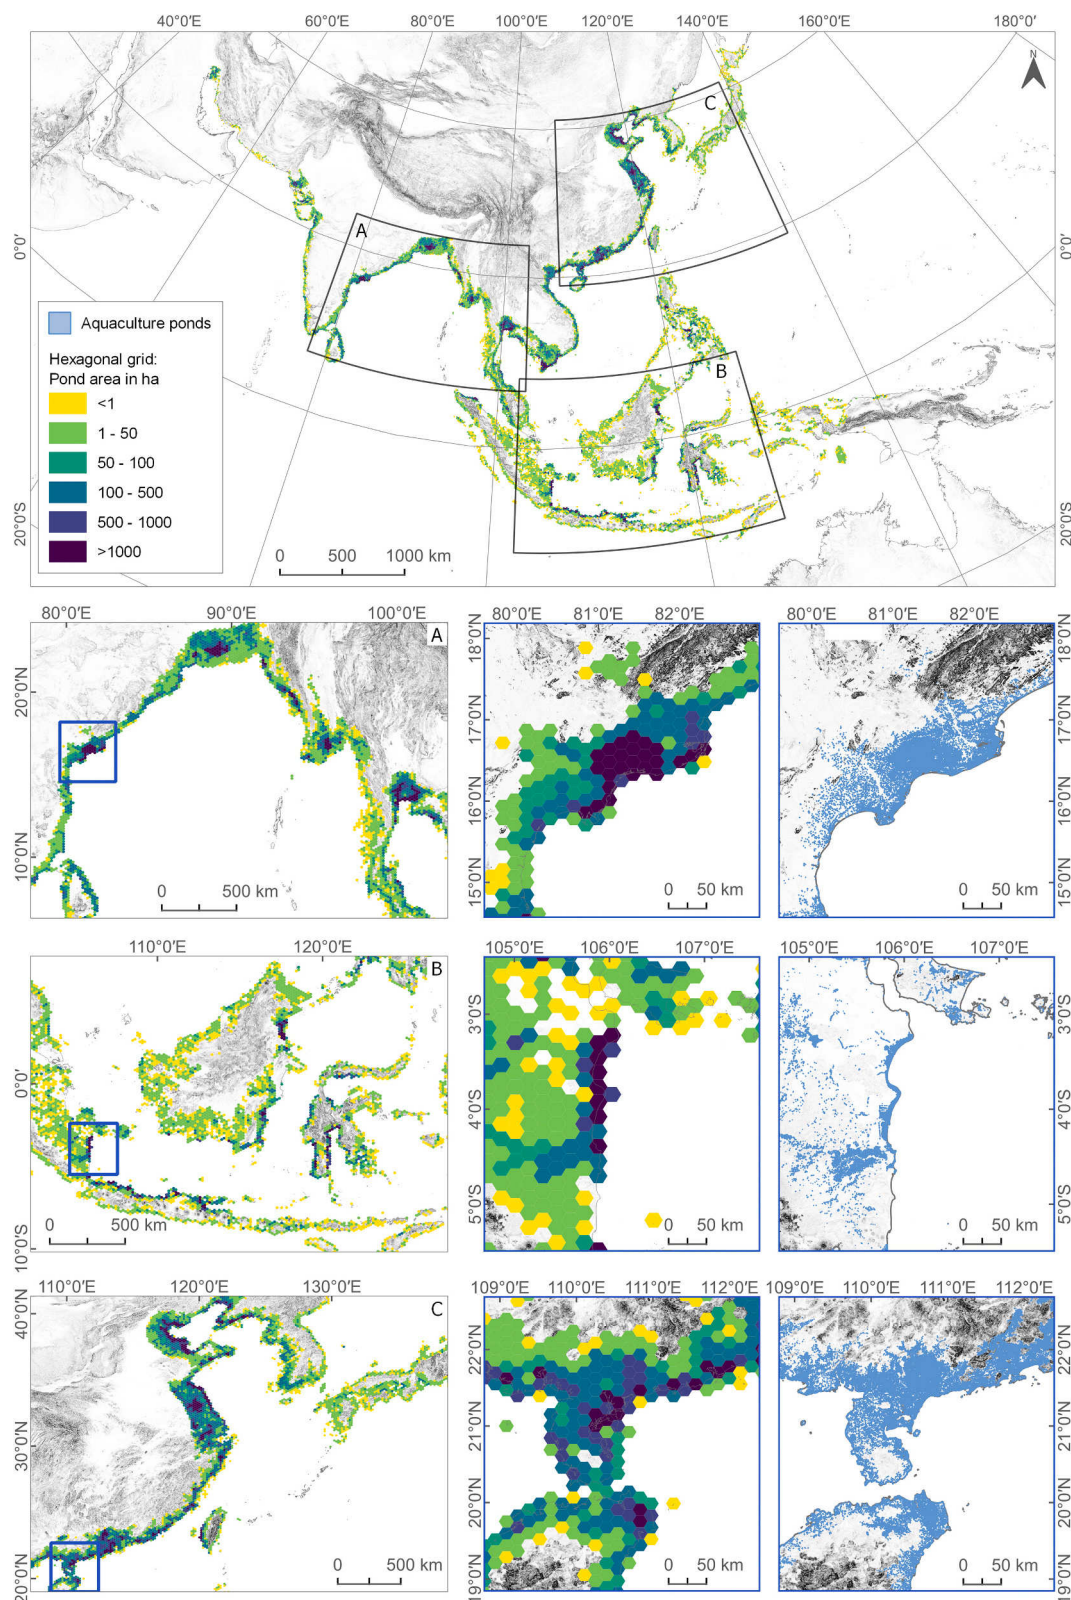 40°0'E 60°0'E 80°0'E 100°0'E 120°0'E 140°0'E 160°0'E 180°0'
N
C
A
B
0°0' 0°0'
20°0'S 20°0'S
Aquaculture ponds
Hexagonal grid:
Pond area in ha
<1
1 - 50
50 - 100
100 - 500
500 - 1000
>1000
0 500 1000 km
80°0'E 90°0'E 100°0'E
A
20°0'N
10°0'N
0 500 km
80°0'E 81°0'E 82°0'E
18°0'N
17°0'N
16°0'N
15°0'N
0 50 km
80°0'E 81°0'E 82°0'E
18°0'N
17°0'N
16°0'N
15°0'N
0 50 km
110°0'E 120°0'E
B
0°0'
10°0'S
0 500 km
105°0'E 106°0'E 107°0'E
3°0'S
4°0'S
5°0'S
0 50 km
105°0'E 106°0'E 107°0'E
3°0'S
4°0'S
5°0'S
0 50 km
110°0'E 120°0'E 130°0'E
C
40°0'N
30°0'N
20°0'N
0 500 km
109°0'E 110°0'E 111°0'E 112°0'E
22°0'N
21°0'N
20°0'N
19°0'N
0 50 km
109°0'E 110°0'E 111°0'E 112°0'E
22°0'N
21°0'N
20°0'N
19°0'N
0 50 km